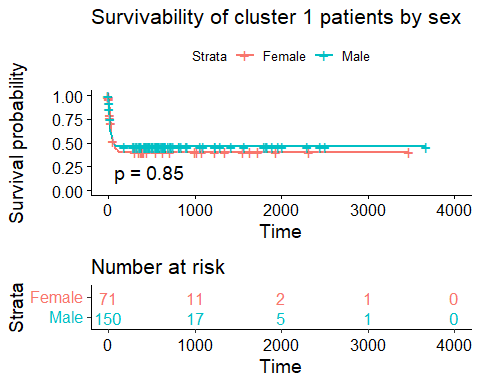 Survivability of cluster 1 patients by sex
Strata Female Male
Survival probability
1.00
0.75
0.50
0.25
0.00
p = 0.85
0 1000 2000 3000 4000
Time
Number at risk
Strata
Female 71 11 2 1 0
Male 150 17 5 1 0
0 1000 2000 3000 4000
Time